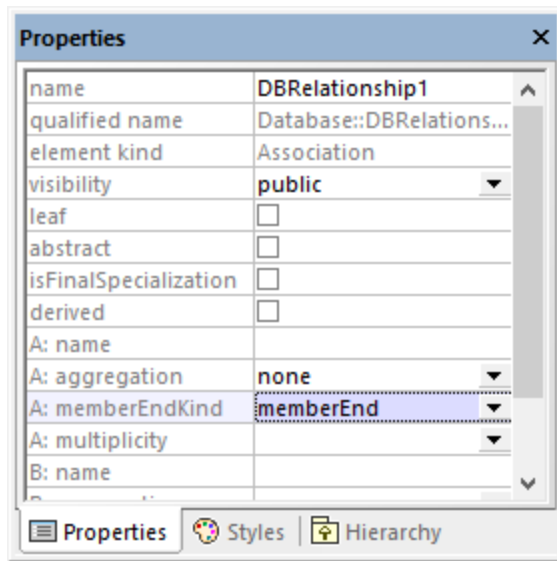 Properties
name DBRelationship1
qualified name Database::DBRelations...
element kind Association
visibility public
leaf
abstract
isFinalSpecialization
derived
A: name
A: aggregation none
A: memberEndKind memberEnd
A: multiplicity
B: name
Properties Styles Hierarchy